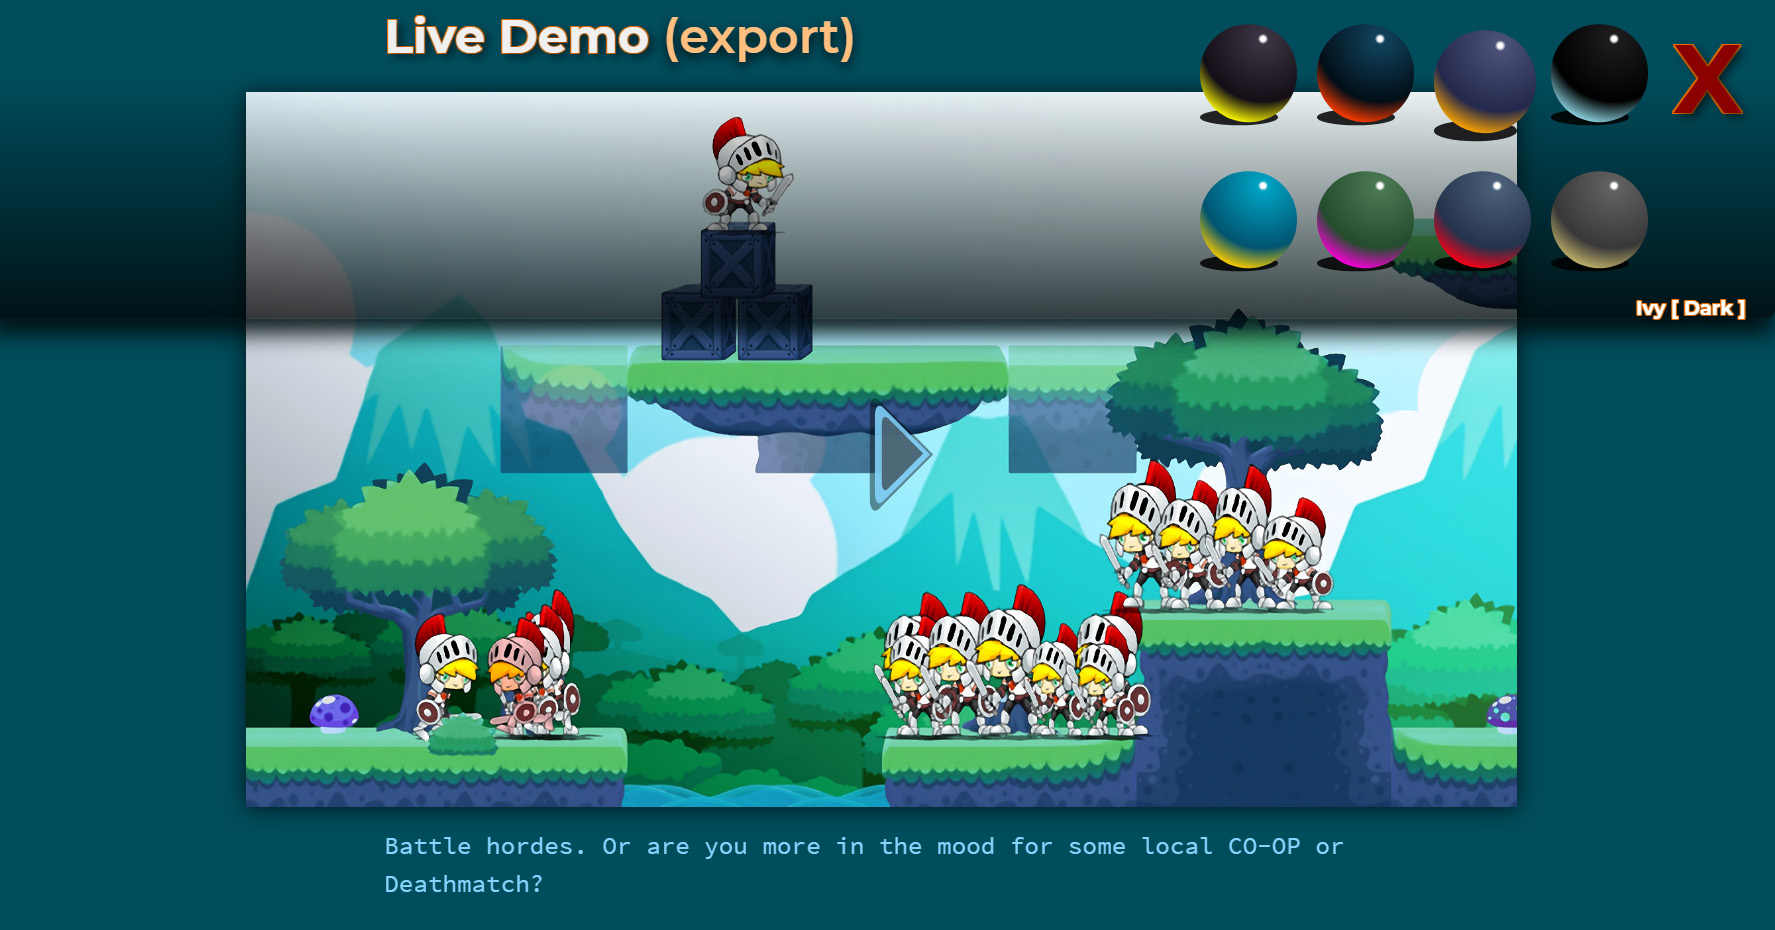 Live Demo (export)
X
Ivy [ Dark ]
Battle hordes. Or are you more in the mood for some local CO-OP or
Deathmatch?